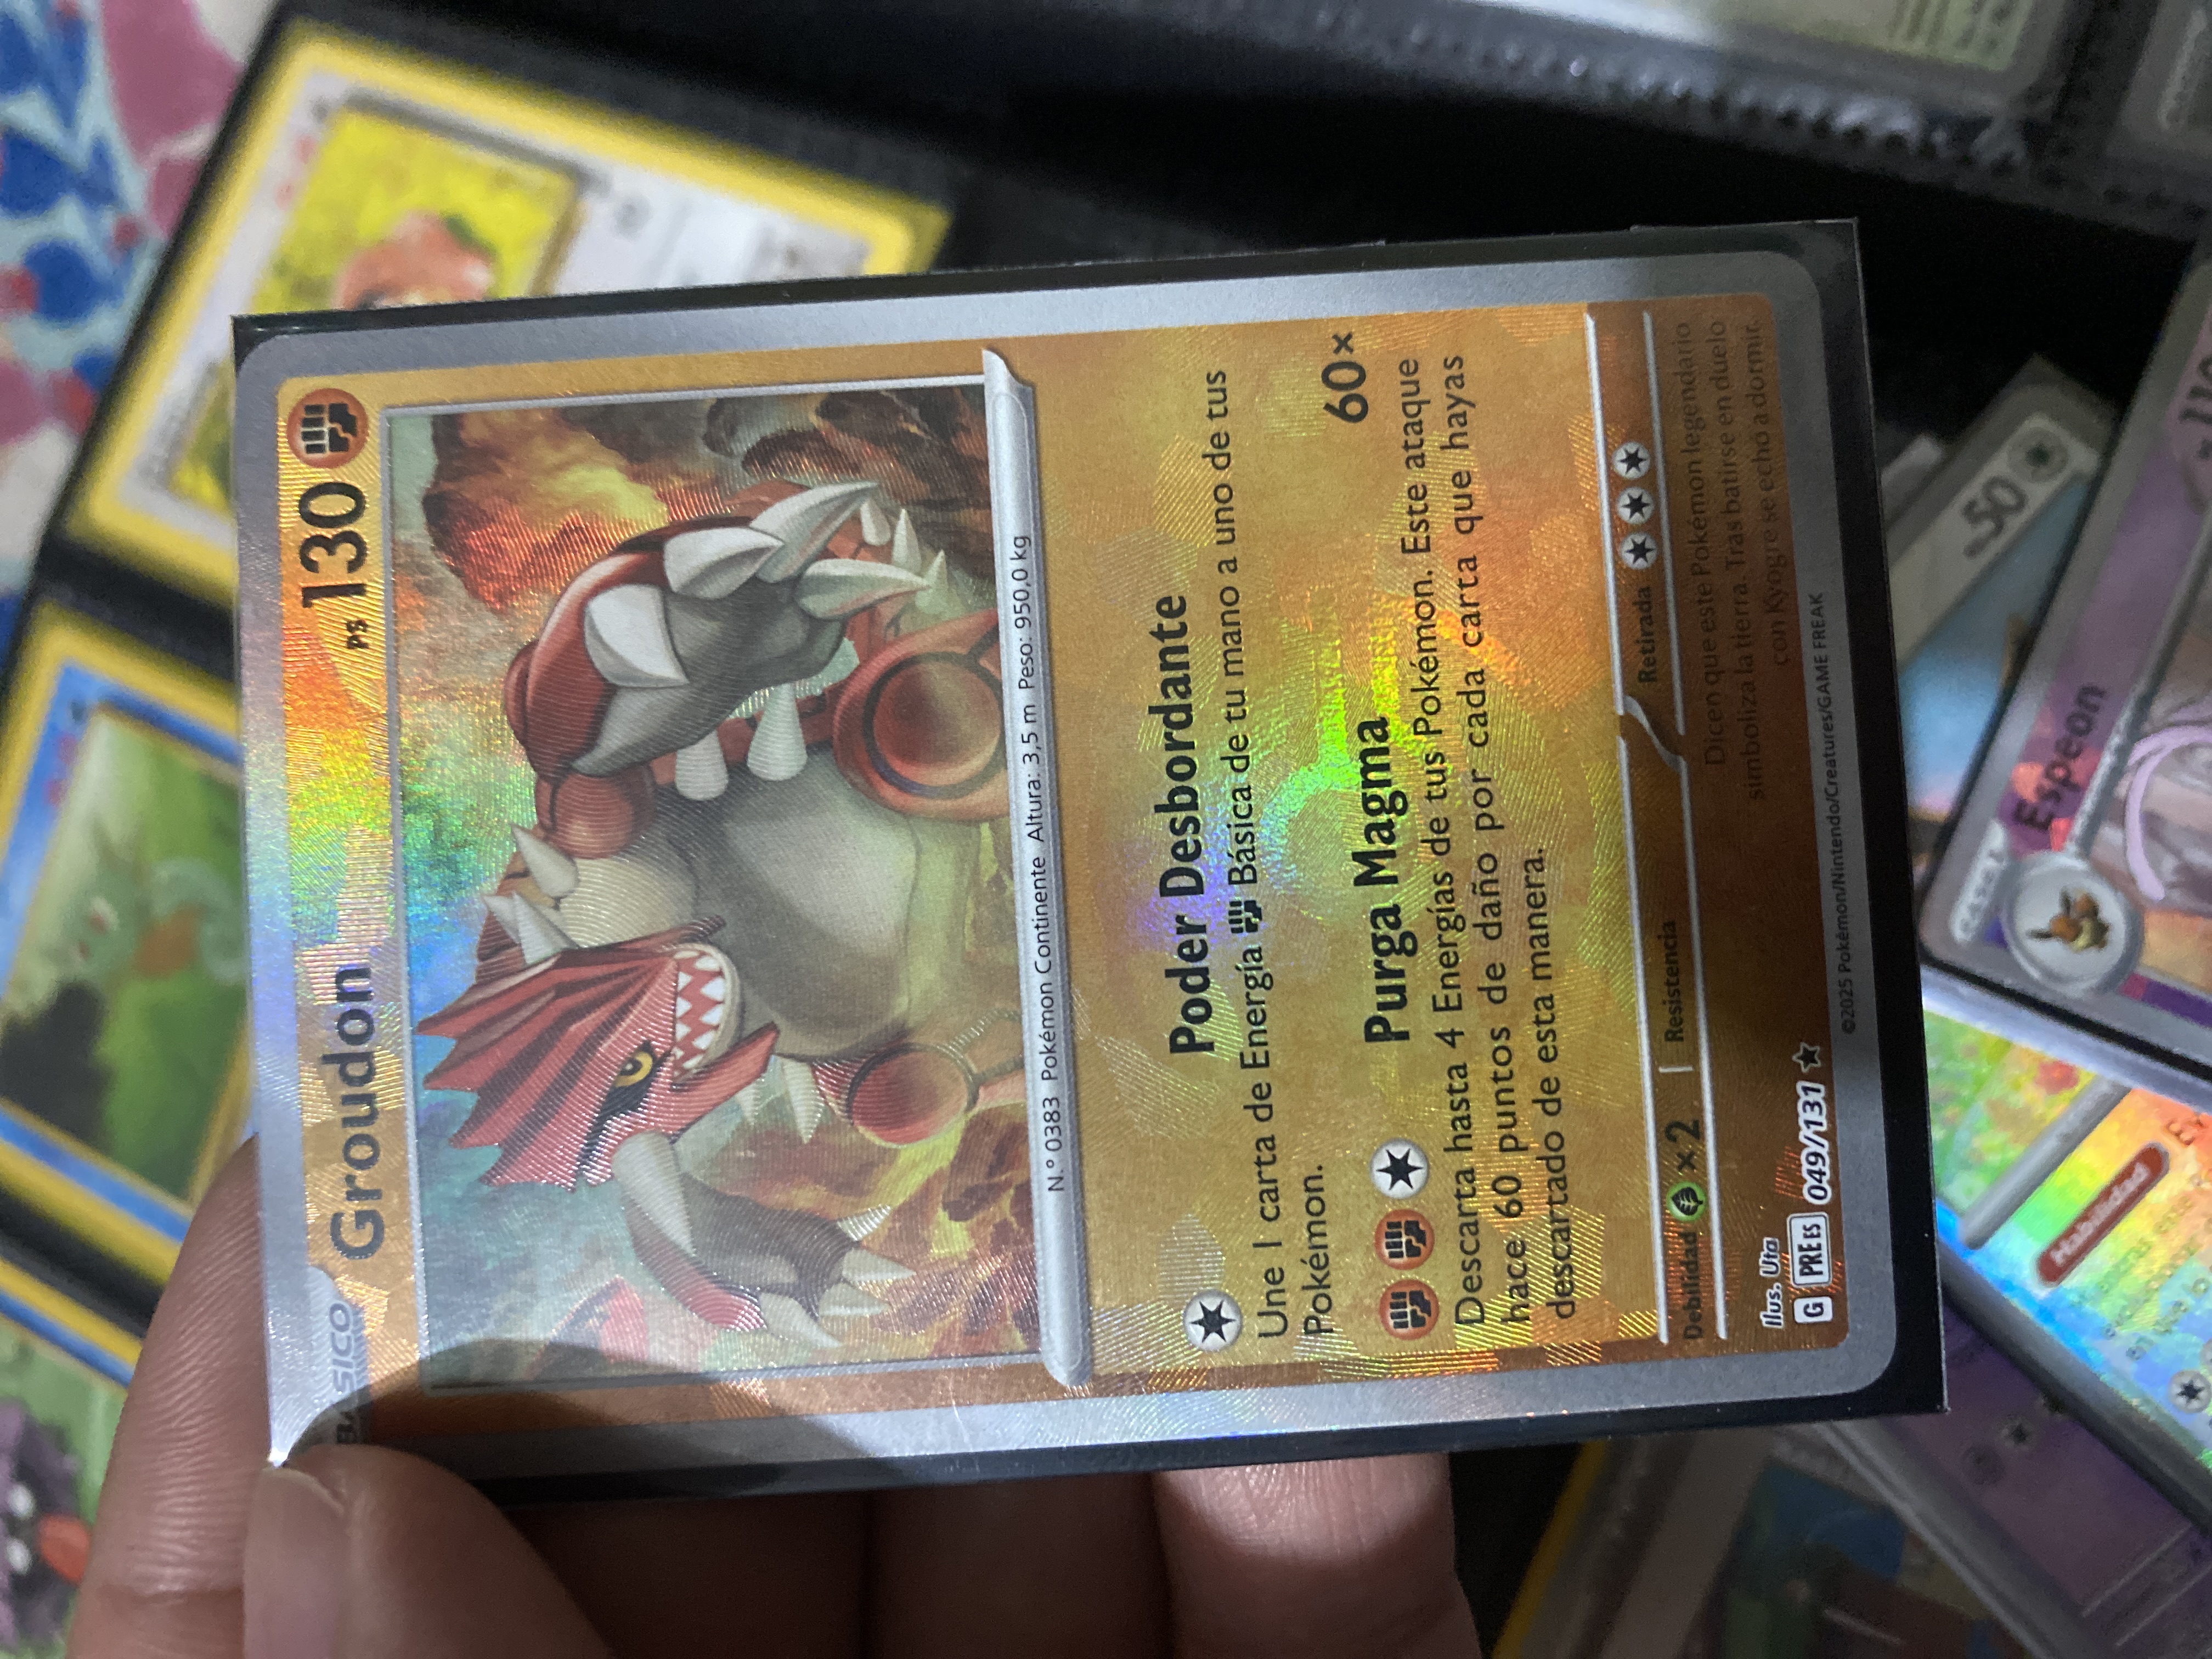 BÁSICO
Groudon
PS 130
N.º 0383 Pokémon Continente Altura: 3,5 m Peso: 950,0 kg
Poder Desbordante
Une 1 carta de Energía Básica de tu mano a uno de tus
Pokémon.
Purga Magma 60×
Descarta hasta 4 Energías de tus Pokémon. Este ataque
hace 60 puntos de daño por cada carta que hayas
descartado de esta manera.
Debilidad ×2 Resistencia Retirada
Ilus. Uta
G PRE ES 049/131
Dicen que este Pokémon legendario
simboliza la tierra. Tras batirse en duelo
con Kyogre se echó a dormir.
©2025 Pokémon/Nintendo/Creatures/GAME FREAK
-50
Espeon
Habilidad